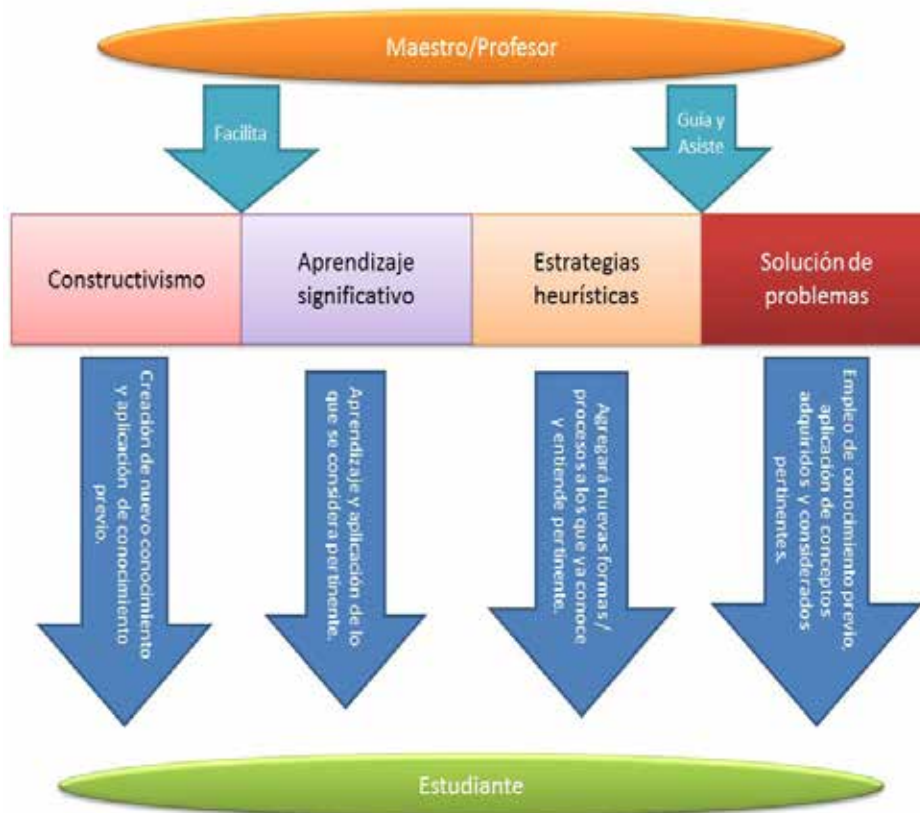 Maestro/Profesor
Facilita
Guía y
Asiste
Constructivismo
Aprendizaje
significativo
Estrategias
heurísticas
Solución de
problemas
Creación de nuevo conocimiento
y aplicación de conocimiento
previo.
Aprendizaje y aplicación de lo
que se considera pertinente.
Agregará nuevas formas /
procesos a los que ya conoce
y entiende pertinente.
Empleo de conocimiento previo,
aplicación de conceptos
adquiridos y considerados
pertinentes.
Estudiante